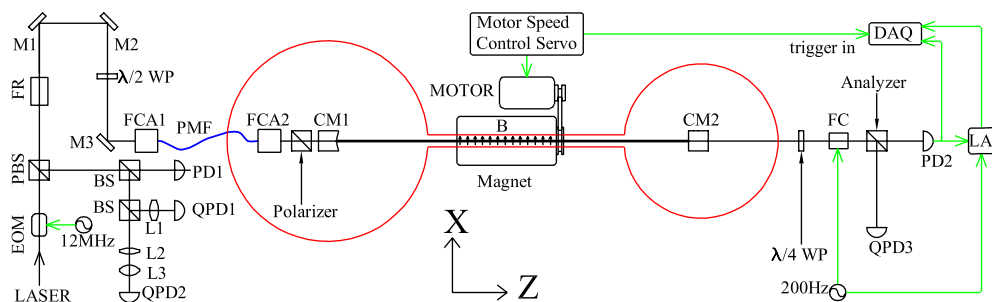 M1
M2
FR
λ/2 WP
M3
FCA1
PMF
FCA2
CM1
Polarizer
PBS
BS
PD1
BS
L1
QPD1
EOM
12MHz
L2
L3
QPD2
LASER
Motor Speed
Control Servo
MOTOR
B
Magnet
X
Z
CM2
trigger in
DAQ
Analyzer
FC
PD2
LA
λ/4 WP
QPD3
200Hz